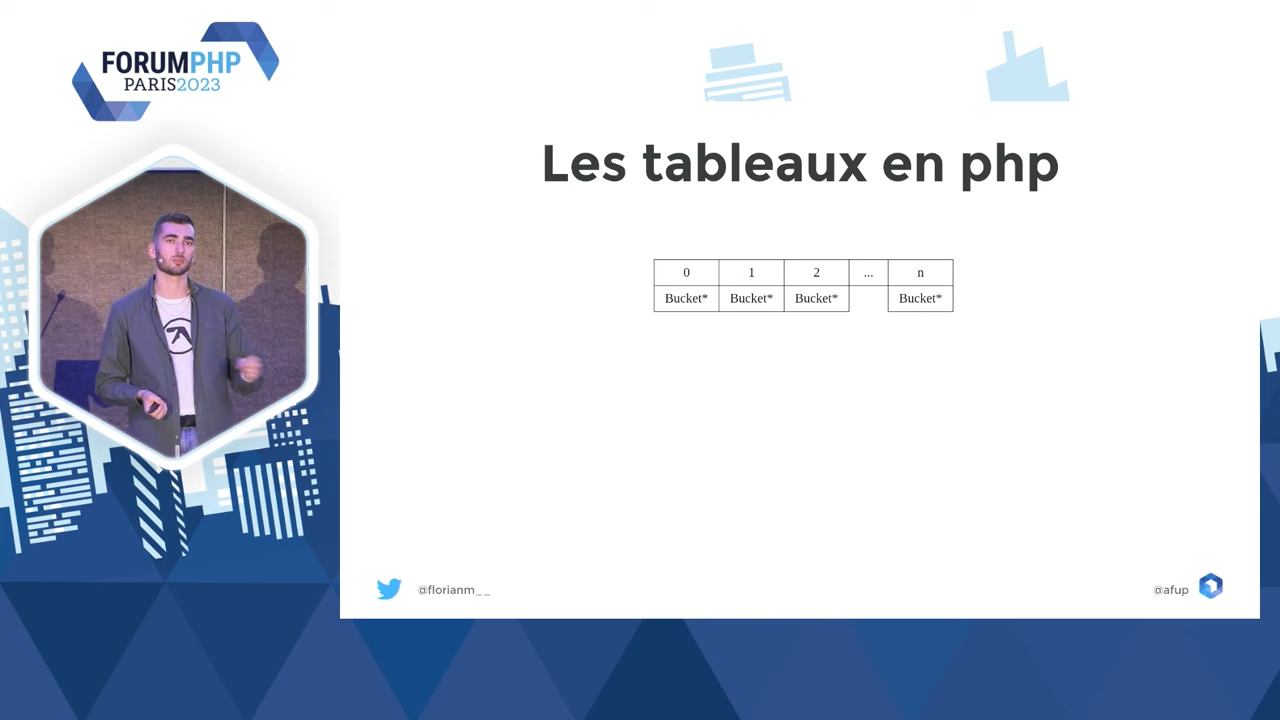 FORUMPHP
PARIS2023
Les tableaux en php
0 1 2 ... n
Bucket* Bucket* Bucket* Bucket*
@florianm__
@afup